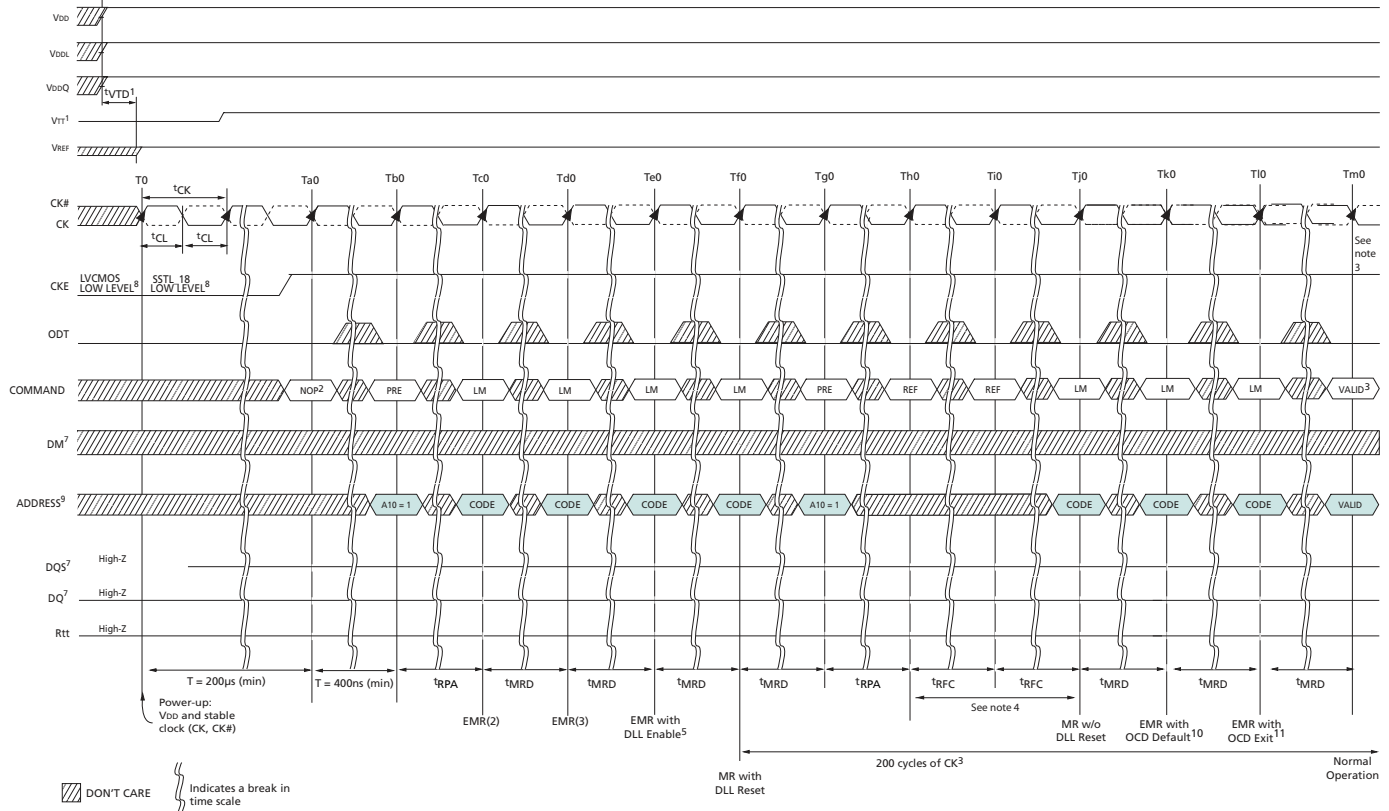 VDD
VDDL
VDDQ
tVTD1
VTT1
VREF
T0 Ta0 Tb0 Tc0 Td0 Te0 Tf0 Tg0 Th0 Ti0 Tj0 Tk0 Tl0 Tm0
tCK
CK#
CK
tCL tCL
See note 3
CKE
LVCMOS LOW LEVEL8
SSTL_18 LOW LEVEL8
ODT
COMMAND NOP2 PRE LM LM LM LM PRE REF REF LM LM LM VALID3
DM7
ADDRESS9 A10 = 1 CODE CODE CODE CODE A10 = 1 CODE CODE CODE VALID
DQS7 High-Z
DQ7 High-Z
Rtt High-Z
T = 200µs (min) T = 400ns (min) tRPA tMRD tMRD tMRD tMRD tRPA tRFC tRFC tMRD tMRD tMRD
See note 4
Power-up:
VDD and stable
clock (CK, CK#)
EMR(2)
EMR(3)
EMR with
DLL Enable5
MR w/o
DLL Reset
EMR with
OCD Default10
EMR with
OCD Exit11
200 cycles of CK3
Normal
Operation
MR with
DLL Reset
DON'T CARE
Indicates a break in
time scale